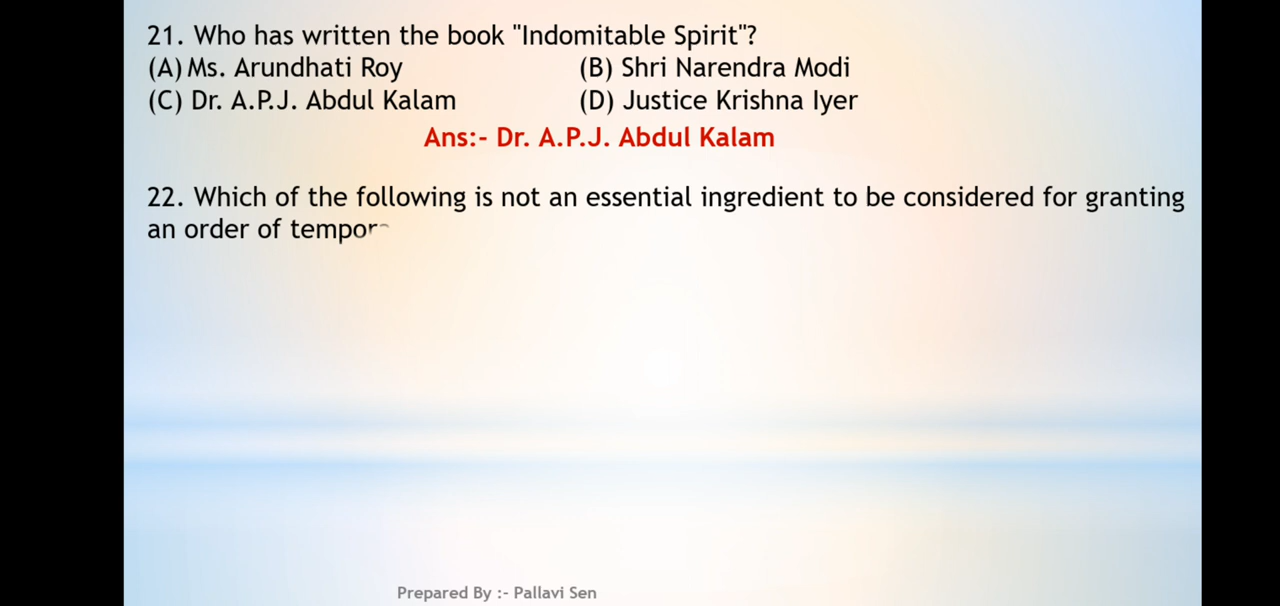 21. Who has written the book "Indomitable Spirit"?
(A) Ms. Arundhati Roy (B) Shri Narendra Modi
(C) Dr. A.P.J. Abdul Kalam (D) Justice Krishna Iyer
Ans:- Dr. A.P.J. Abdul Kalam
22. Which of the following is not an essential ingredient to be considered for granting
an order of
Prepared By :- Pallavi Sen